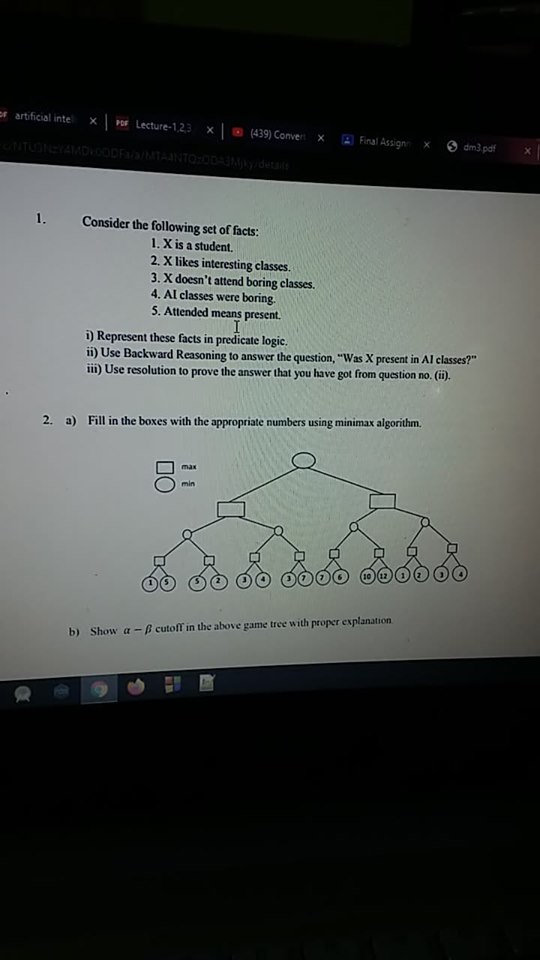 artificial intel
PDF Lecture-1,2,3
(439) Conver
Final Assignn
dm3.pdf
1. Consider the following set of facts:
1. X is a student.
2. X likes interesting classes.
3. X doesn't attend boring classes.
4. AI classes were boring.
5. Attended means present.
i) Represent these facts in predicate logic.
ii) Use Backward Reasoning to answer the question, “Was X present in AI classes?”
iii) Use resolution to prove the answer that you have got from question no. (ii).
2. a) Fill in the boxes with the appropriate numbers using minimax algorithm.
max
min
1 5 5 2 3 4 3 7 7 6 10 12 1 2 3 4
b) Show α – β cutoff in the above game tree with proper explanation